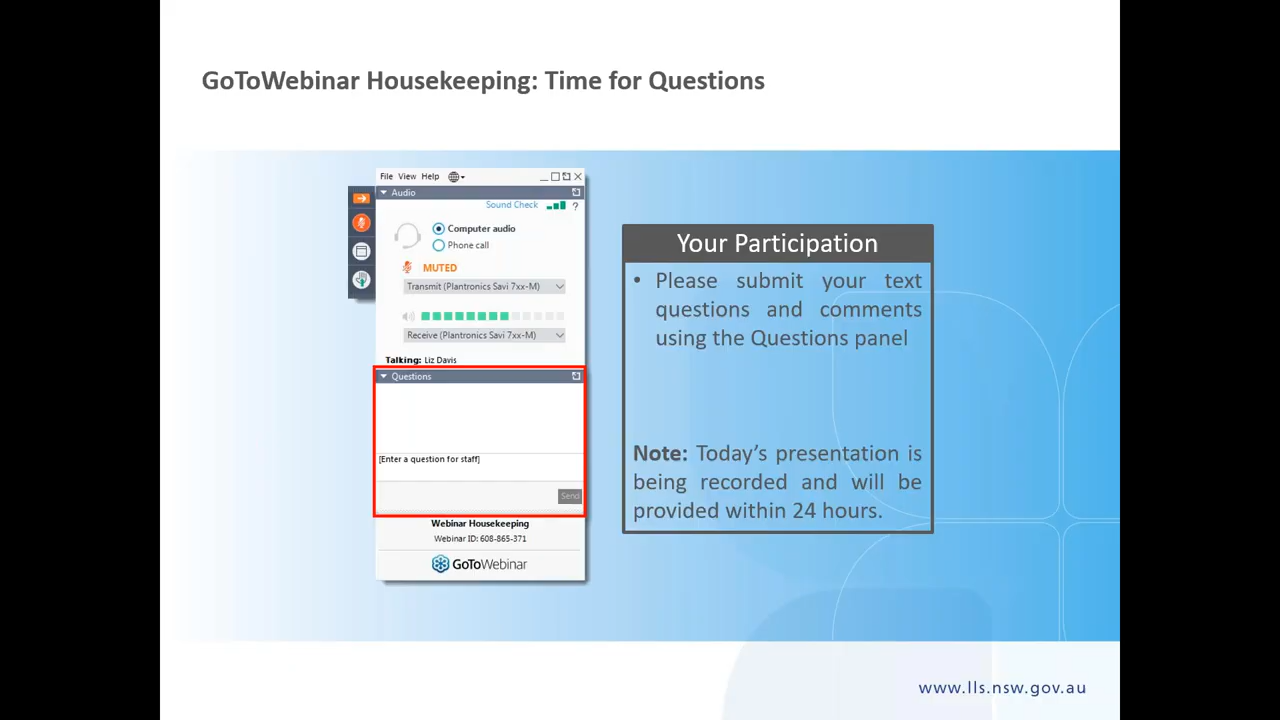 GoToWebinar Housekeeping: Time for Questions
File View Help
Audio
Sound Check ?
Computer audio
Phone call
MUTED
Transmit (Plantronics Savi 7xx-M)
Receive (Plantronics Savi 7xx-M)
Talking: Liz Davis
Questions
[Enter a question for staff]
Send
Webinar Housekeeping
Webinar ID: 608-865-371
GoToWebinar
Your Participation
• Please submit your text
questions and comments
using the Questions panel
Note: Today’s presentation is
being recorded and will be
provided within 24 hours.
www.lls.nsw.gov.au